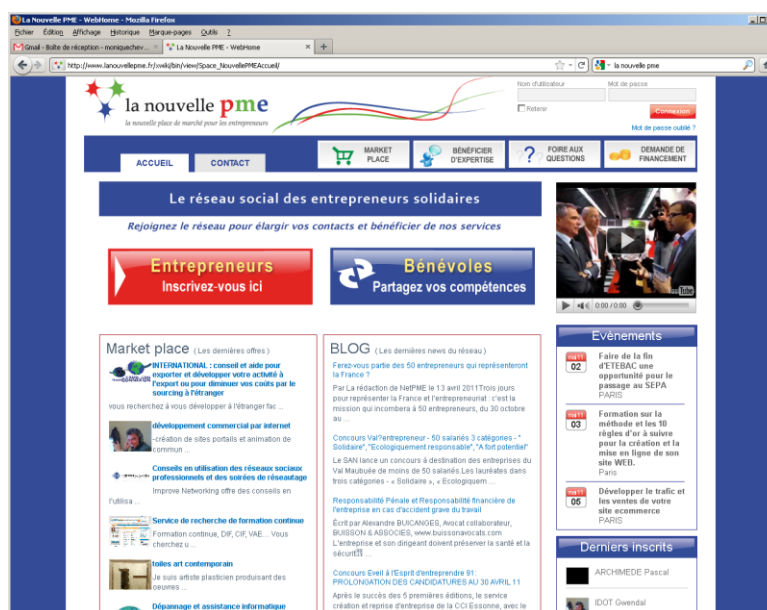 La Nouvelle PME - WebHome - Mozilla Firefox
Fichier Édition Affichage Historique Marque-pages Outils ?
Gmail - Boîte de réception - moniquechev... × La Nouvelle PME - WebHome × +
http://www.lanouvellepme.fr/xwiki/bin/view/Space_NouvellePMEAccueil/
la nouvelle pme
la nouvelle pme
la nouvelle place de marché pour les entrepreneurs
Nom d'utilisateur
Mot de passe
Retenir
Connexion
Mot de passe oublié ?
ACCUEIL
CONTACT
MARKET PLACE
BÉNÉFICIER D'EXPERTISE
FOIRE AUX QUESTIONS
DEMANDE DE FINANCEMENT
Le réseau social des entrepreneurs solidaires
Rejoignez le réseau pour élargir vos contacts et bénéficier de nos services
Entrepreneurs
Inscrivez-vous ici
Bénévoles
Partagez vos compétences
YouTube
0:00 / 0:00
Market place (Les dernières offres)
INTERNATIONAL : conseil et aide pour
exporter et développer votre activité à
l'export ou pour diminuer vos coûts par le
sourcing à l'étranger
vous recherchez à vous développer à l'étranger fac ...
développement commercial par internet
-création de sites portails et animation de
commun ...
Conseils en utilisation des réseaux sociaux
professionnels et des soirées de réseautage
Improve Networking offre des conseils en
l'utilisa ...
Service de recherche de formation continue
Formation continue, DIF, CIF, VAE... Vous
cherchez u ...
toiles art contemporain
Je suis artiste plasticien produisant des
oeuvres ...
Dépannage et assistance informatique
BLOG (Les dernières news du réseau)
Ferez-vous partie des 50 entrepreneurs qui représenteront
la France ?
Par La rédaction de NetPME le 13 avril 2011Trois jours
pour représenter la France et l'entrepreneuriat : c'est la
mission qui incombera à 50 entrepreneurs, du 30 octobre
au ...
Concours Val?entrepreneur - 50 salariés 3 catégories - "
Solidaire", "Ecologiquement responsable", "A fort potentiel"
Le SAN lance un concours à destination des entreprises du
Val Maubuée de moins de 50 salariés.Les lauréates dans
trois catégories - « Solidaire », « Ecologiquem ...
Responsabilité Pénale et Responsabilité financière de
l'entreprise en cas d'accident grave du travail
Écrit par Alexandre BUICANGES, Avocat collaborateur,
BUISSON & ASSOCIES, www.buissonavocats.com
L'entreprise et son dirigeant doivent préserver la santé et la
sécurit ...
Concours Eveil à l'Esprit d'entreprendre 91:
PROLONGATION DES CANDIDATURES AU 30 AVRIL 11
Après le succès des 5 premières éditions, le service
création et reprise d'entreprise de la CCI Essonne, avec le
Evènements
mai11
02
Faire de la fin
d'ETEBAC une
opportunité pour le
passage au SEPA
PARIS
mai11
03
Formation sur la
méthode et les 10
règles d'or à suivre
pour la création et la
mise en ligne de son
site WEB.
Paris
mai11
05
Développer le trafic et
les ventes de votre
site ecommerce
PARIS
Derniers inscrits
ARCHIMEDE Pascal
IDOT Gwendal